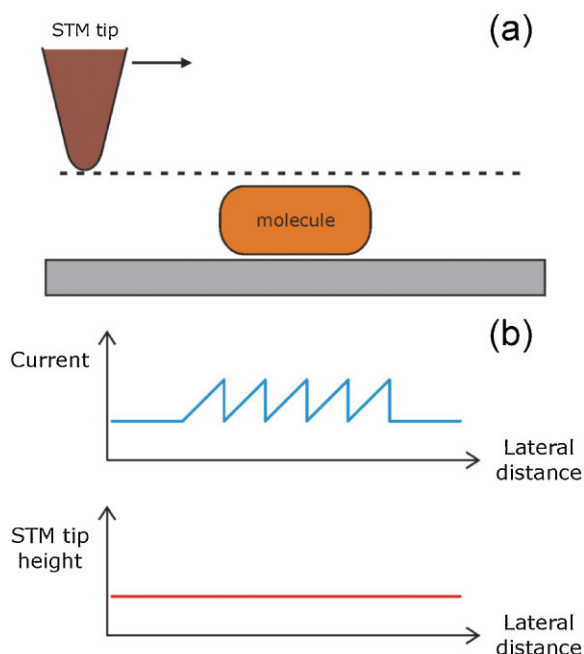 STM tip
(a)
molecule
(b)
Current
Lateral
distance
STM tip
height
Lateral
distance